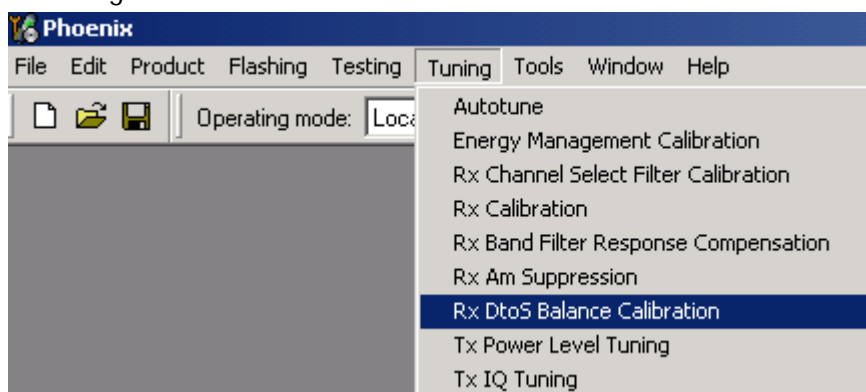 Phoenix
File Edit Product Flashing Testing Tuning Tools Window Help
Operating mode: Loca
Autotune
Energy Management Calibration
Rx Channel Select Filter Calibration
Rx Calibration
Rx Band Filter Response Compensation
Rx Am Suppression
Rx DtoS Balance Calibration
Tx Power Level Tuning
Tx IQ Tuning